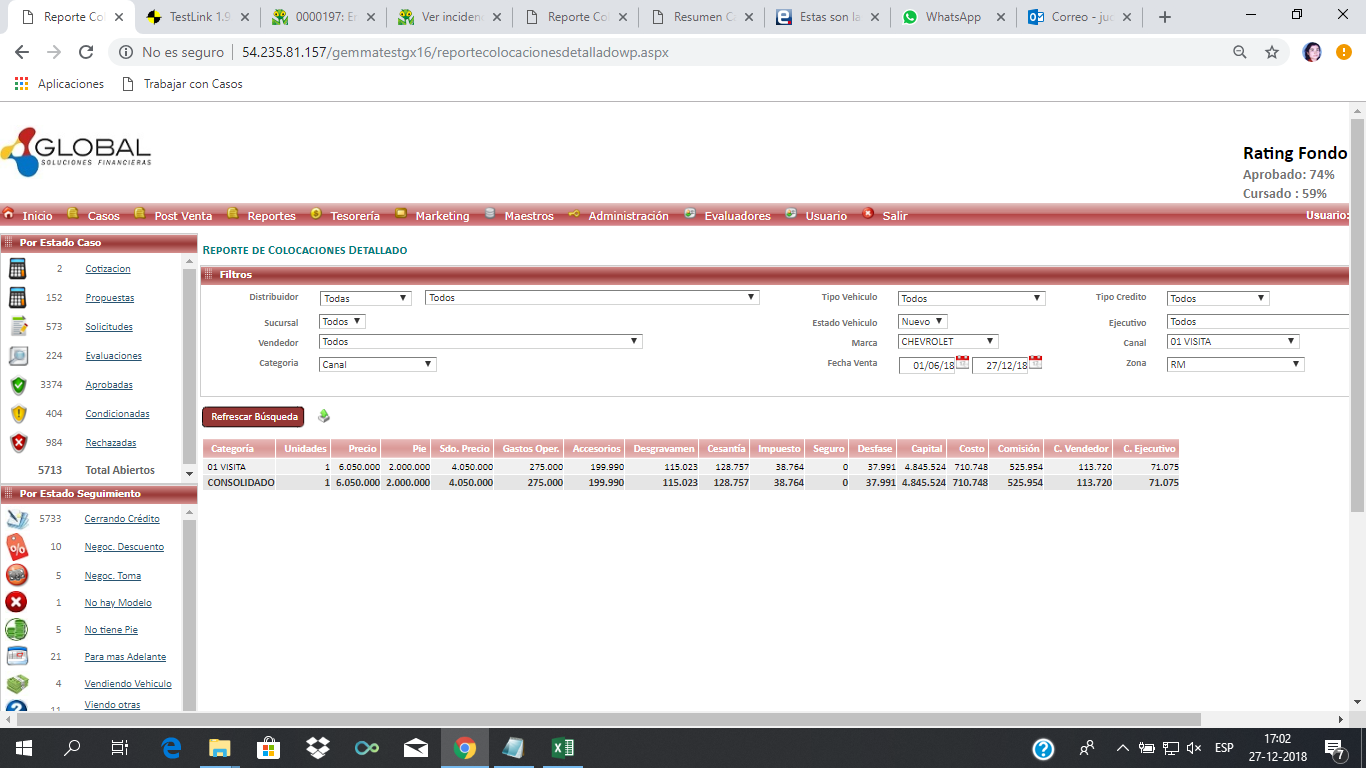 Reporte Col
TestLink 1.9
0000197: Er
Ver inciden
Reporte Col
Resumen C
Estas son la
WhatsApp
Correo - juc
No es seguro | 54.235.81.157/gemmatestgx16/reportecolocacionesdetalladowp.aspx
Aplicaciones Trabajar con Casos
GLOBAL
SOLUCIONES FINANCIERAS
Rating Fondo
Aprobado: 74%
Cursado : 59%
Inicio Casos Post Venta Reportes Tesorería Marketing Maestros Administración Evaluadores Usuario Salir Usuario:
Por Estado Caso
2 Cotizacion
152 Propuestas
573 Solicitudes
224 Evaluaciones
3374 Aprobadas
404 Condicionadas
984 Rechazadas
5713 Total Abiertos
Por Estado Seguimiento
5733 Cerrando Crédito
10 Negoc. Descuento
5 Negoc. Toma
1 No hay Modelo
5 No tiene Pie
21 Para mas Adelante
4 Vendiendo Vehiculo
11 Viendo otras
REPORTE DE COLOCACIONES DETALLADO
Filtros
Distribuidor Todas Todos Tipo Vehiculo Todos Tipo Credito Todos
Sucursal Todos Estado Vehiculo Nuevo Ejecutivo Todos
Vendedor Todos Marca CHEVROLET Canal 01 VISITA
Categoria Canal Fecha Venta 01/06/18 27/12/18 Zona RM
Refrescar Búsqueda
Categoría Unidades Precio Pie Sdo. Precio Gastos Oper. Accesorios Desgravamen Cesantía Impuesto Seguro Desfase Capital Costo Comisión C. Vendedor C. Ejecutivo
01 VISITA 1 6.050.000 2.000.000 4.050.000 275.000 199.990 115.023 128.757 38.764 0 37.991 4.845.524 710.748 525.954 113.720 71.075
CONSOLIDADO 1 6.050.000 2.000.000 4.050.000 275.000 199.990 115.023 128.757 38.764 0 37.991 4.845.524 710.748 525.954 113.720 71.075
ESP
17:02
27-12-2018
7